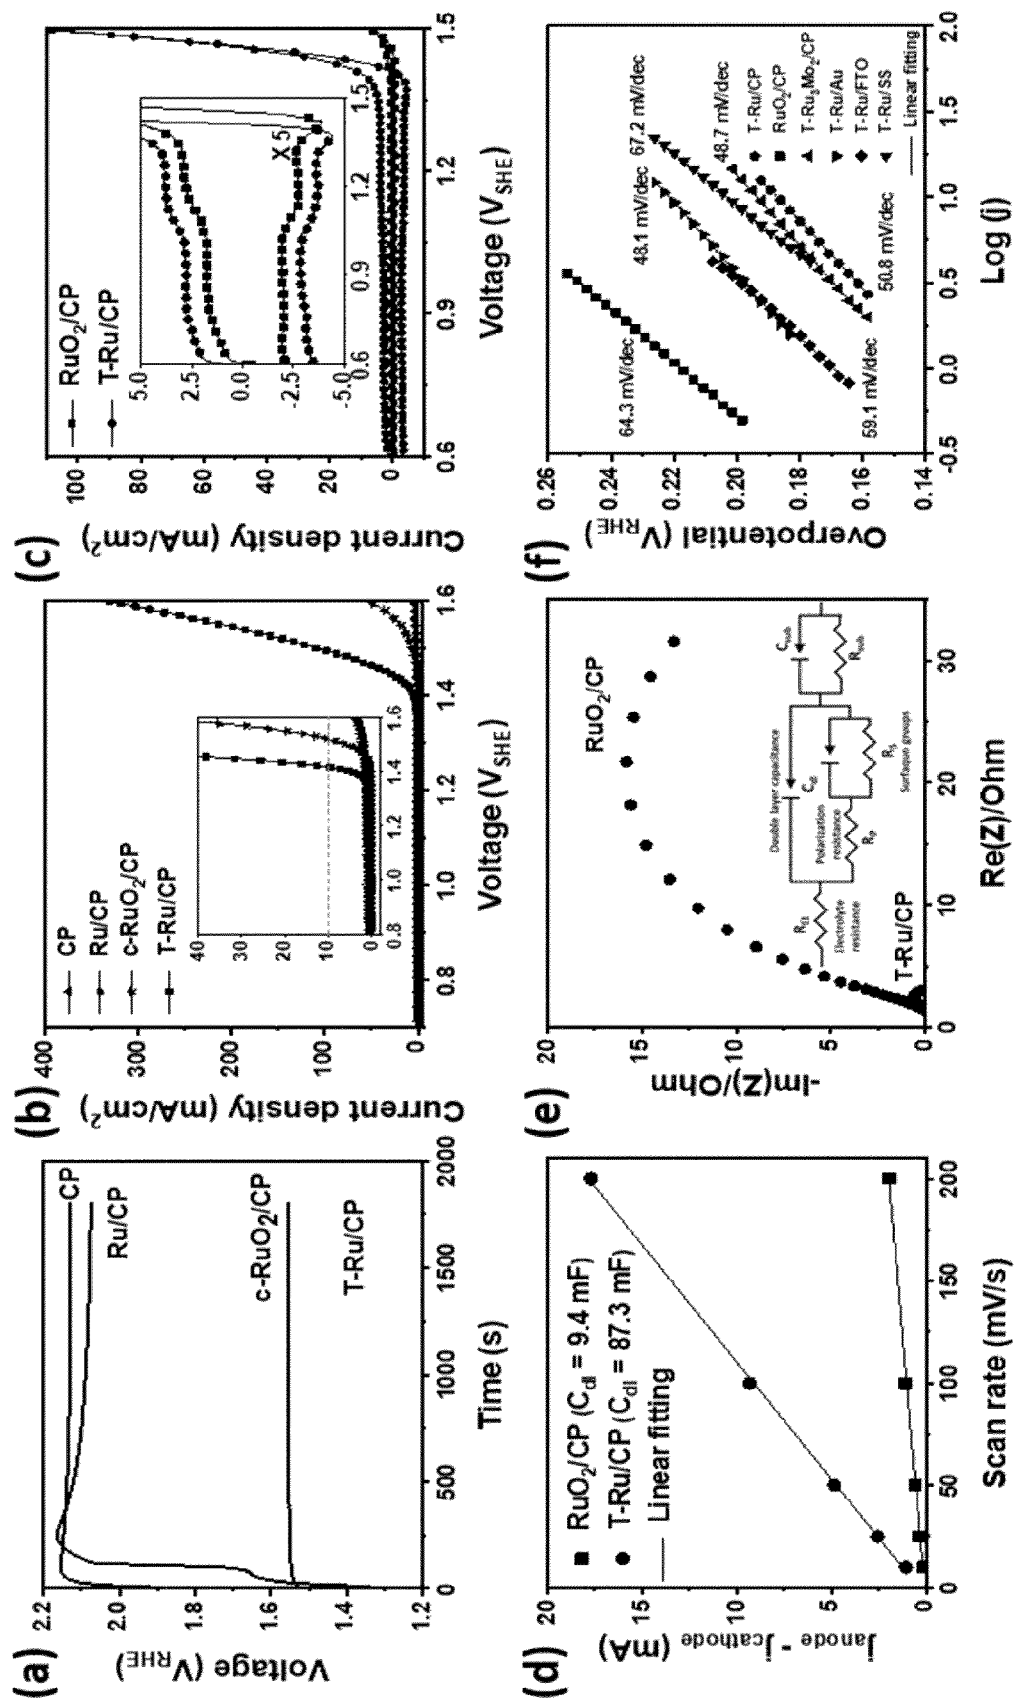 (a)
Voltage (V_RHE)
2.2
2.0
1.8
1.6
1.4
1.2
CP
Ru/CP
c-RuO₂/CP
T-Ru/CP
0
500
1000
1500
2000
Time (s)
(b)
Current density (mA/cm²)
400
300
200
100
0
CP
Ru/CP
c-RuO₂/CP
T-Ru/CP
40
30
20
10
0
0.8
1.0
1.2
1.4
1.6
0.8
1.0
1.2
1.4
1.6
Voltage (V_SHE)
(c)
Current density (mA/cm²)
100
80
60
40
20
0
RuO₂/CP
T-Ru/CP
5.0
2.5
0.0
-2.5
-5.0
X 5
0.6
0.9
1.2
1.5
0.6
0.9
1.2
1.5
Voltage (V_SHE)
(d)
j_anode - j_cathode (mA)
20
15
10
5
0
RuO₂/CP (C_dl = 9.4 mF)
T-Ru/CP (C_dl = 87.3 mF)
Linear fitting
0
50
100
150
200
Scan rate (mV/s)
(e)
-Im(Z)/Ohm
20
15
10
5
0
RuO₂/CP
T-Ru/CP
R_Ω
Electrolyte
resistance
Double layer capacitance
C_dl
Polarization
resistance
R_p
R_s
Surfaquo groups
C_sub
R_sub
0
10
20
30
Re(Z)/Ohm
(f)
Overpotential (V_RHE)
0.26
0.24
0.22
0.20
0.18
0.16
0.14
64.3 mV/dec
48.1 mV/dec
67.2 mV/dec
48.7 mV/dec
59.1 mV/dec
50.8 mV/dec
T-Ru/CP
RuO₂/CP
T-Ru₃Mo₂/CP
T-Ru/Au
T-Ru/FTO
T-Ru/SS
Linear fitting
-0.5
0.0
0.5
1.0
1.5
2.0
Log (j)